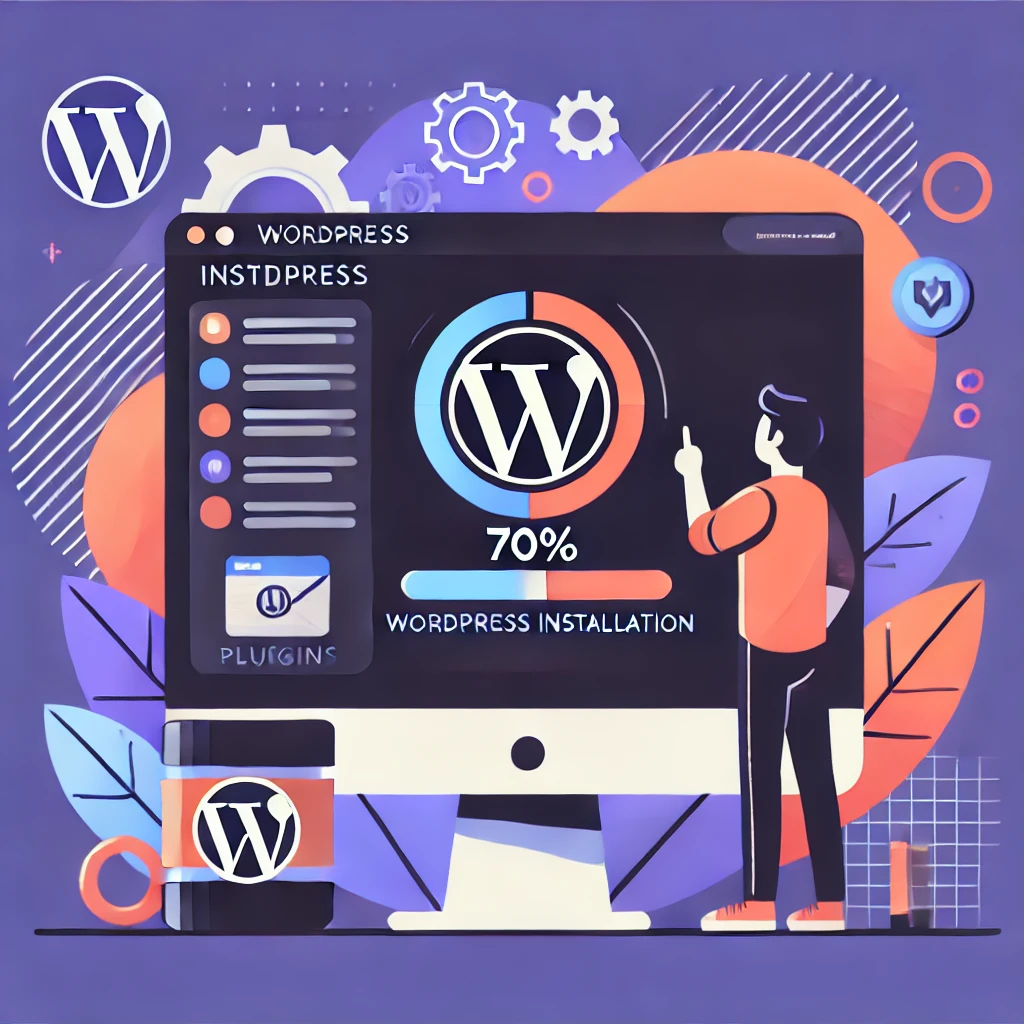 W
WORDPRESS
INSTDPRESS
W
70%
WORDPRESS INSTALLATION
PLUGINS
W